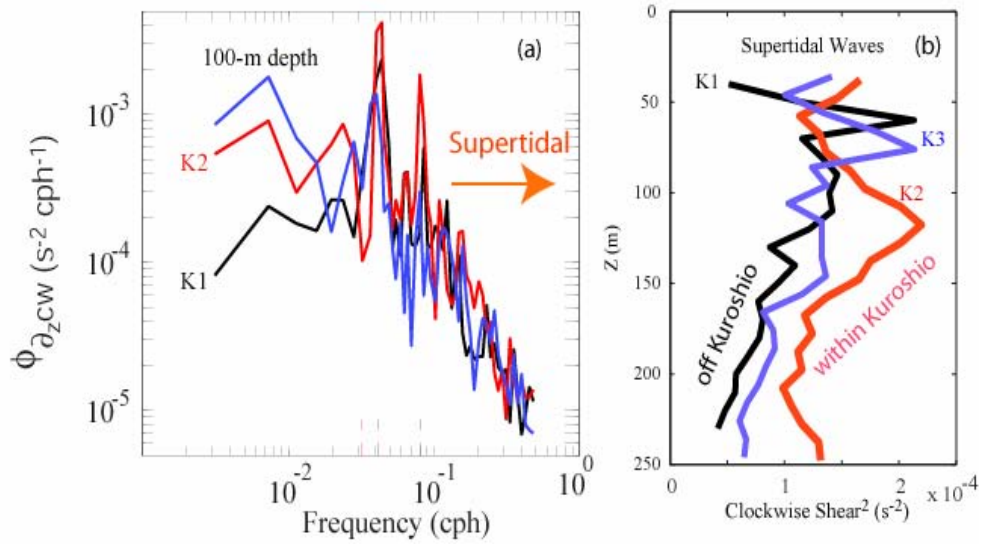 (a)
100-m depth
10⁻³
Supertidal
K2
10⁻⁴
K1
10⁻⁵
ϕ∂zcw (s⁻² cph⁻¹)
10⁻² 10⁻¹ 10⁰
Frequency (cph)
0
Supertidal Waves (b)
K1
50
K3
K2
100
Z (m)
150
off Kuroshio
within Kuroshio
200
250
0 1 2 x 10⁻⁴
Clockwise Shear² (s⁻²)